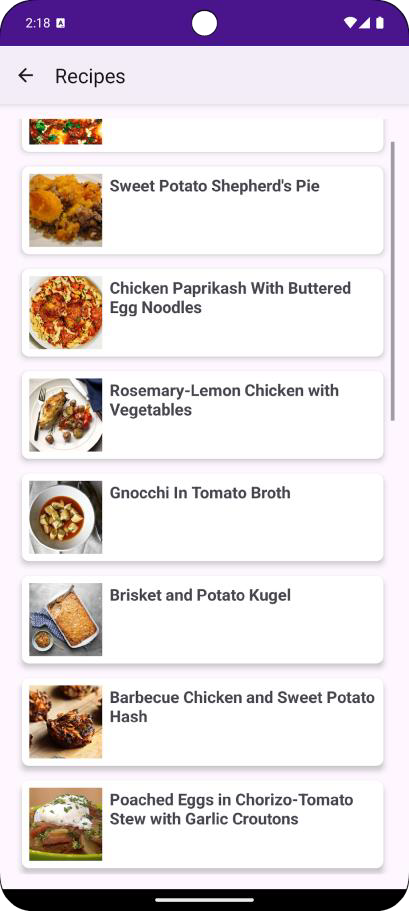 2:18
Recipes
Sweet Potato Shepherd's Pie
Chicken Paprikash With Buttered
Egg Noodles
Rosemary-Lemon Chicken with
Vegetables
Gnocchi In Tomato Broth
Brisket and Potato Kugel
Barbecue Chicken and Sweet Potato
Hash
Poached Eggs in Chorizo-Tomato
Stew with Garlic Croutons